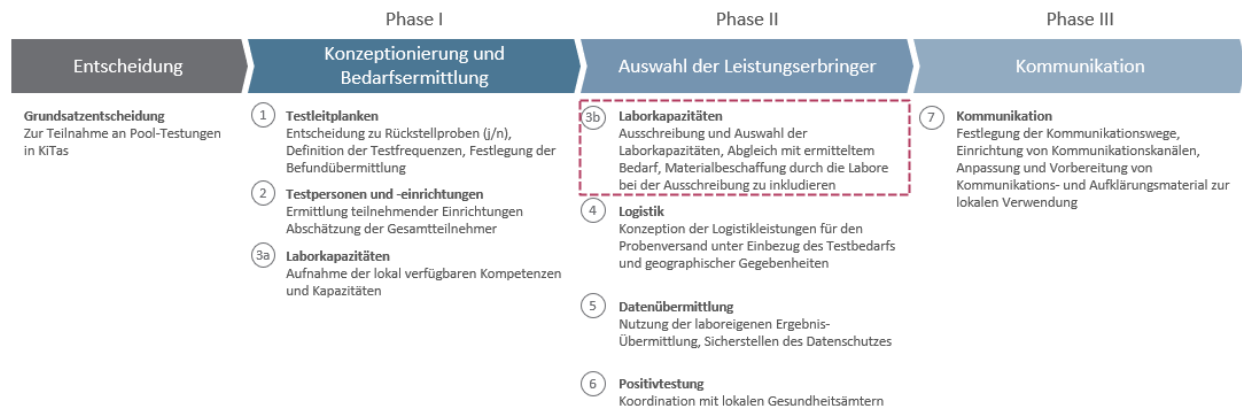 Phase I
Phase II
Phase III
Entscheidung
Konzeptionierung und
Bedarfsermittlung
Auswahl der Leistungserbringer
Kommunikation
Grundsatzentscheidung
Zur Teilnahme an Pool-Testungen
in KiTas
1 Testleitplanken
Entscheidung zu Rückstellproben (j/n),
Definition der Testfrequenzen, Festlegung der
Befundübermittlung
2 Testpersonen und -einrichtungen
Ermittlung teilnehmender Einrichtungen
Abschätzung der Gesamtteilnehmer
3a Laborkapazitäten
Aufnahme der lokal verfügbaren Kompetenzen
und Kapazitäten
3b Laborkapazitäten
Ausschreibung und Auswahl der
Laborkapazitäten, Abgleich mit ermitteltem
Bedarf, Materialbeschaffung durch die Labore
bei der Ausschreibung zu inkludieren
4 Logistik
Konzeption der Logistikleistungen für den
Probenversand unter Einbezug des Testbedarfs
und geographischer Gegebenheiten
5 Datenübermittlung
Nutzung der laboreigenen Ergebnis-
Übermittlung, Sicherstellen des Datenschutzes
6 Positivtestung
Koordination mit lokalen Gesundheitsämtern
7 Kommunikation
Festlegung der Kommunikationswege,
Einrichtung von Kommunikationskanälen,
Anpassung und Vorbereitung von
Kommunikations- und Aufklärungsmaterial zur
lokalen Verwendung